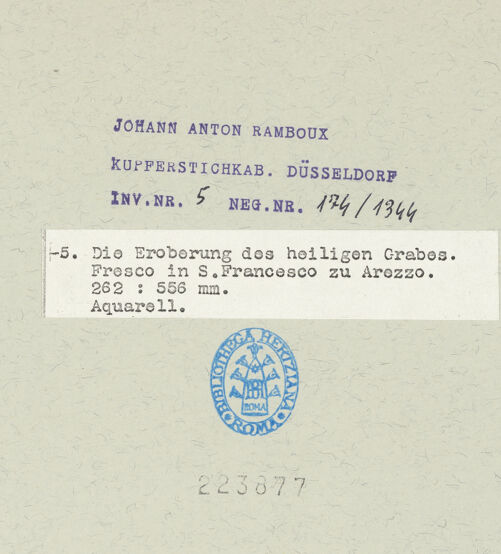 JOHANN ANTON RAMBOUX
KUPFERSTICHKAB. DÜSSELDORF
INV.NR. 5 NEG.NR. 174/1344
-5. Die Eroberung des heiligen Grabes.
Fresco in S.Francesco zu Arezzo.
262 : 556 mm.
Aquarell.
BIBLIOTHECA HERTZIANA
ROMA
ROMA
223877